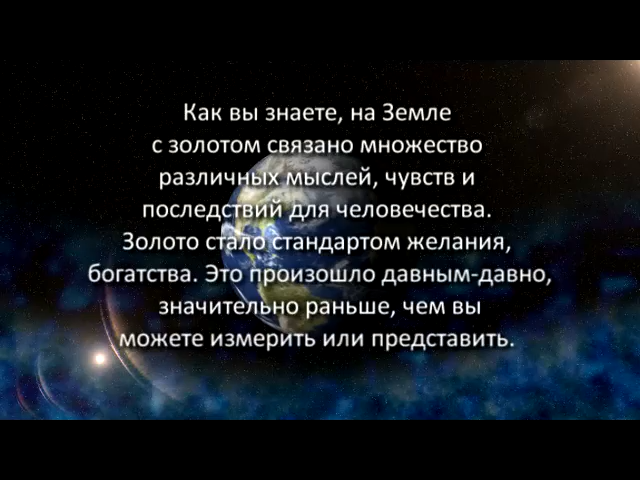 Как вы знаете, на Земле
с золотом связано множество
различных мыслей, чувств и
последствий для человечества.
Золото стало стандартом желания,
богатства. Это произошло давным-давно,
значительно раньше, чем вы
можете измерить или представить.